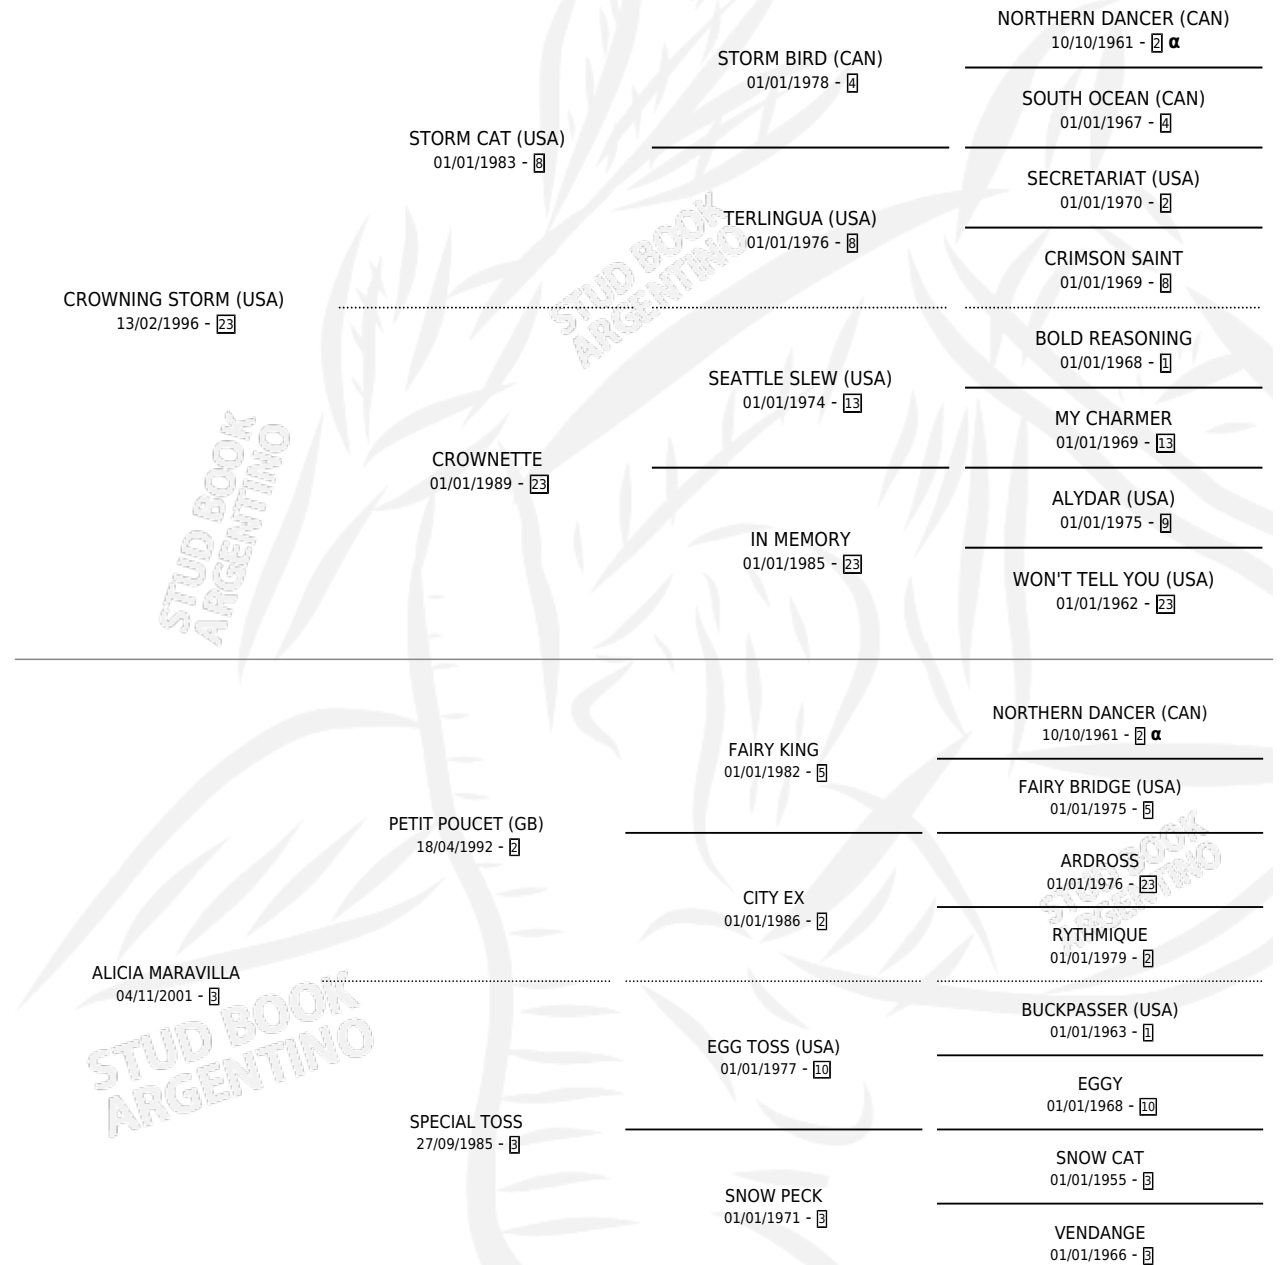 NORTHERN DANCER (CAN)
10/10/1961 - 2 α
STORM BIRD (CAN)
01/01/1978 - 4
SOUTH OCEAN (CAN)
01/01/1967 - 4
STORM CAT (USA)
01/01/1983 - 8
SECRETARIAT (USA)
01/01/1970 - 2
TERLINGUA (USA)
01/01/1976 - 8
CRIMSON SAINT
01/01/1969 - 8
CROWNING STORM (USA)
13/02/1996 - 23
BOLD REASONING
01/01/1968 - 1
SEATTLE SLEW (USA)
01/01/1974 - 13
MY CHARMER
01/01/1969 - 13
CROWNETTE
01/01/1989 - 23
ALYDAR (USA)
01/01/1975 - 9
IN MEMORY
01/01/1985 - 23
WON'T TELL YOU (USA)
01/01/1962 - 23
NORTHERN DANCER (CAN)
10/10/1961 - 2 α
FAIRY KING
01/01/1982 - 5
FAIRY BRIDGE (USA)
01/01/1975 - 5
PETIT POUCET (GB)
18/04/1992 - 2
ARDROSS
01/01/1976 - 23
CITY EX
01/01/1986 - 2
RYTHMIQUE
01/01/1979 - 2
ALICIA MARAVILLA
04/11/2001 - 3
BUCKPASSER (USA)
01/01/1963 - 1
EGG TOSS (USA)
01/01/1977 - 10
EGGY
01/01/1968 - 10
SPECIAL TOSS
27/09/1985 - 3
SNOW CAT
01/01/1955 - 3
SNOW PECK
01/01/1971 - 3
VENDANGE
01/01/1966 - 3
STUD BOOK
ARGENTINO
STUD BOOK
ARGENTINO
STUD BOOK
ARGENTINO
STUD BOOK
ARGENTINO